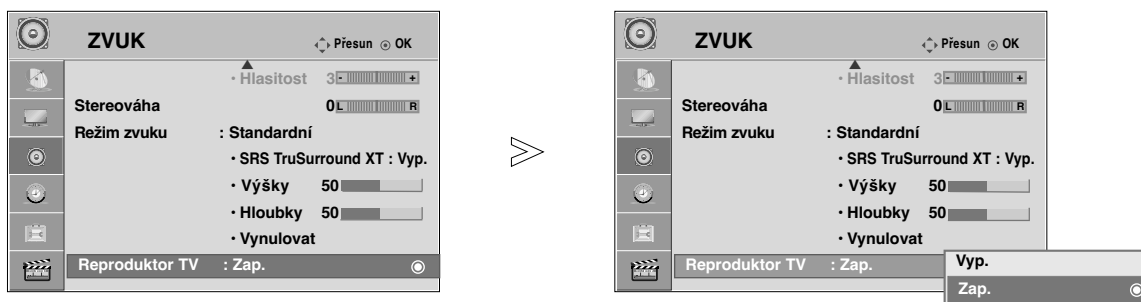 ZVUK
Přesun OK
• Hlasitost 3 - +
Stereováha 0 L R
Režim zvuku : Standardní
• SRS TruSurround XT : Vyp.
• Výšky 50
• Hloubky 50
• Vynulovat
Reproduktor TV : Zap.
ZVUK
Přesun OK
• Hlasitost 3 - +
Stereováha 0 L R
Režim zvuku : Standardní
• SRS TruSurround XT : Vyp.
• Výšky 50
• Hloubky 50
• Vynulovat
Reproduktor TV : Zap.
Vyp.
Zap.